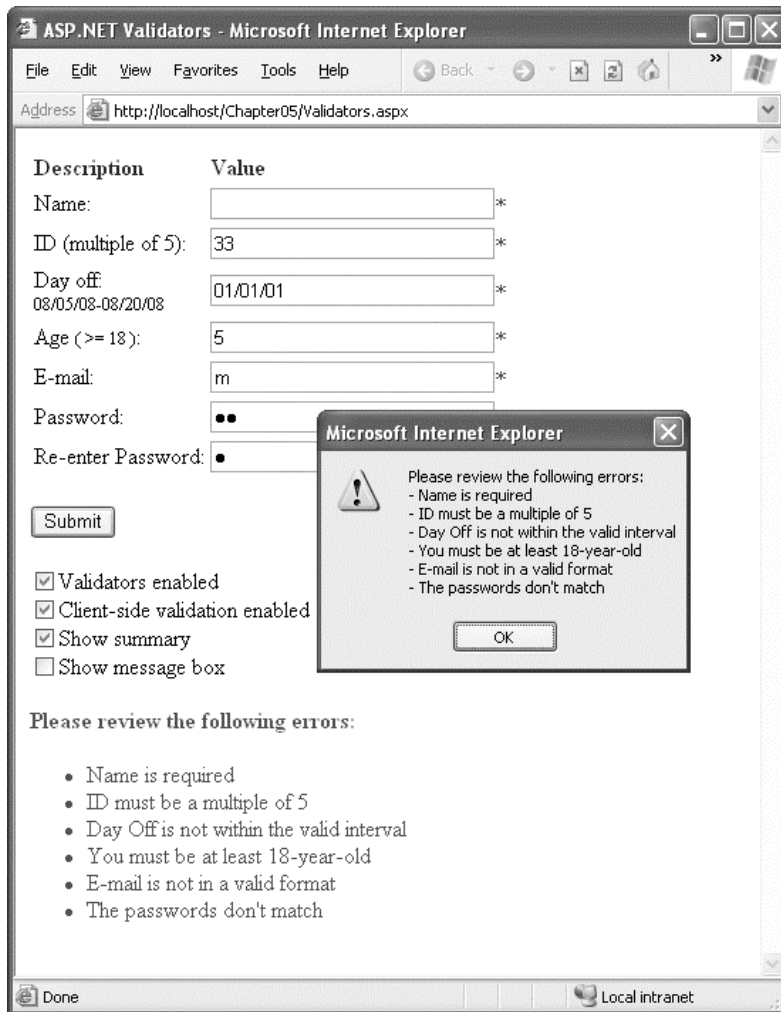 ASP.NET Validators - Microsoft Internet Explorer
File Edit View Favorites Tools Help Back »
Address http://localhost/Chapter05/Validators.aspx
Description Value
Name: *
ID (multiple of 5): 33 *
Day off: 01/01/01 *
08/05/08-08/20/08
Age ( >= 18 ): 5 *
E-mail: m *
Password: ●●
Re-enter Password: ●
Submit
Validators enabled
Client-side validation enabled
Show summary
Show message box
Microsoft Internet Explorer
Please review the following errors:
- Name is required
- ID must be a multiple of 5
- Day Off is not within the valid interval
- You must be at least 18-year-old
- E-mail is not in a valid format
- The passwords don't match
OK
Please review the following errors:
• Name is required
• ID must be a multiple of 5
• Day Off is not within the valid interval
• You must be at least 18-year-old
• E-mail is not in a valid format
• The passwords don't match
Done Local intranet